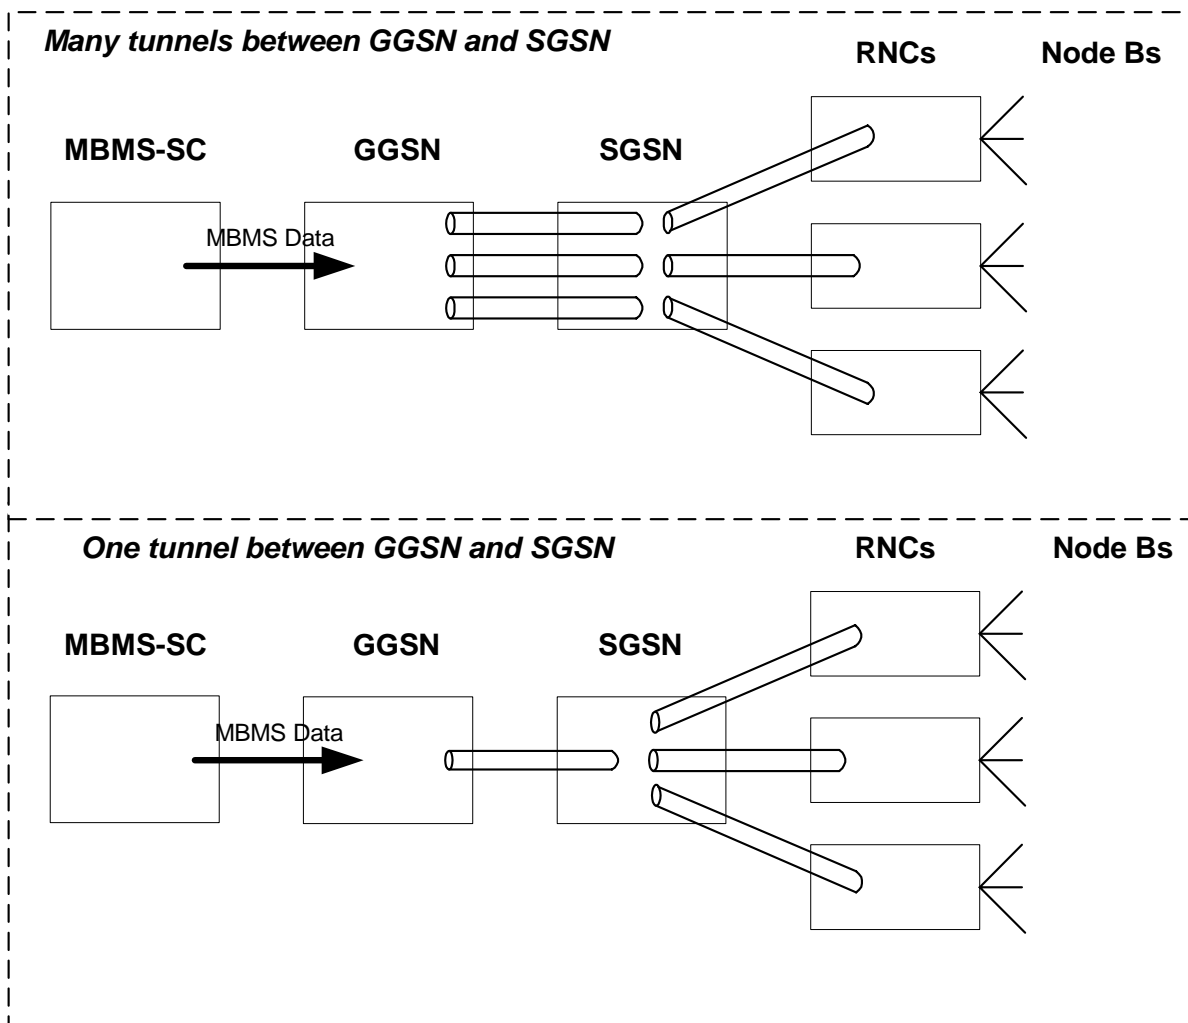 Many tunnels between GGSN and SGSN
RNCs
Node Bs
MBMS-SC
GGSN
SGSN
MBMS Data
One tunnel between GGSN and SGSN
RNCs
Node Bs
MBMS-SC
GGSN
SGSN
MBMS Data